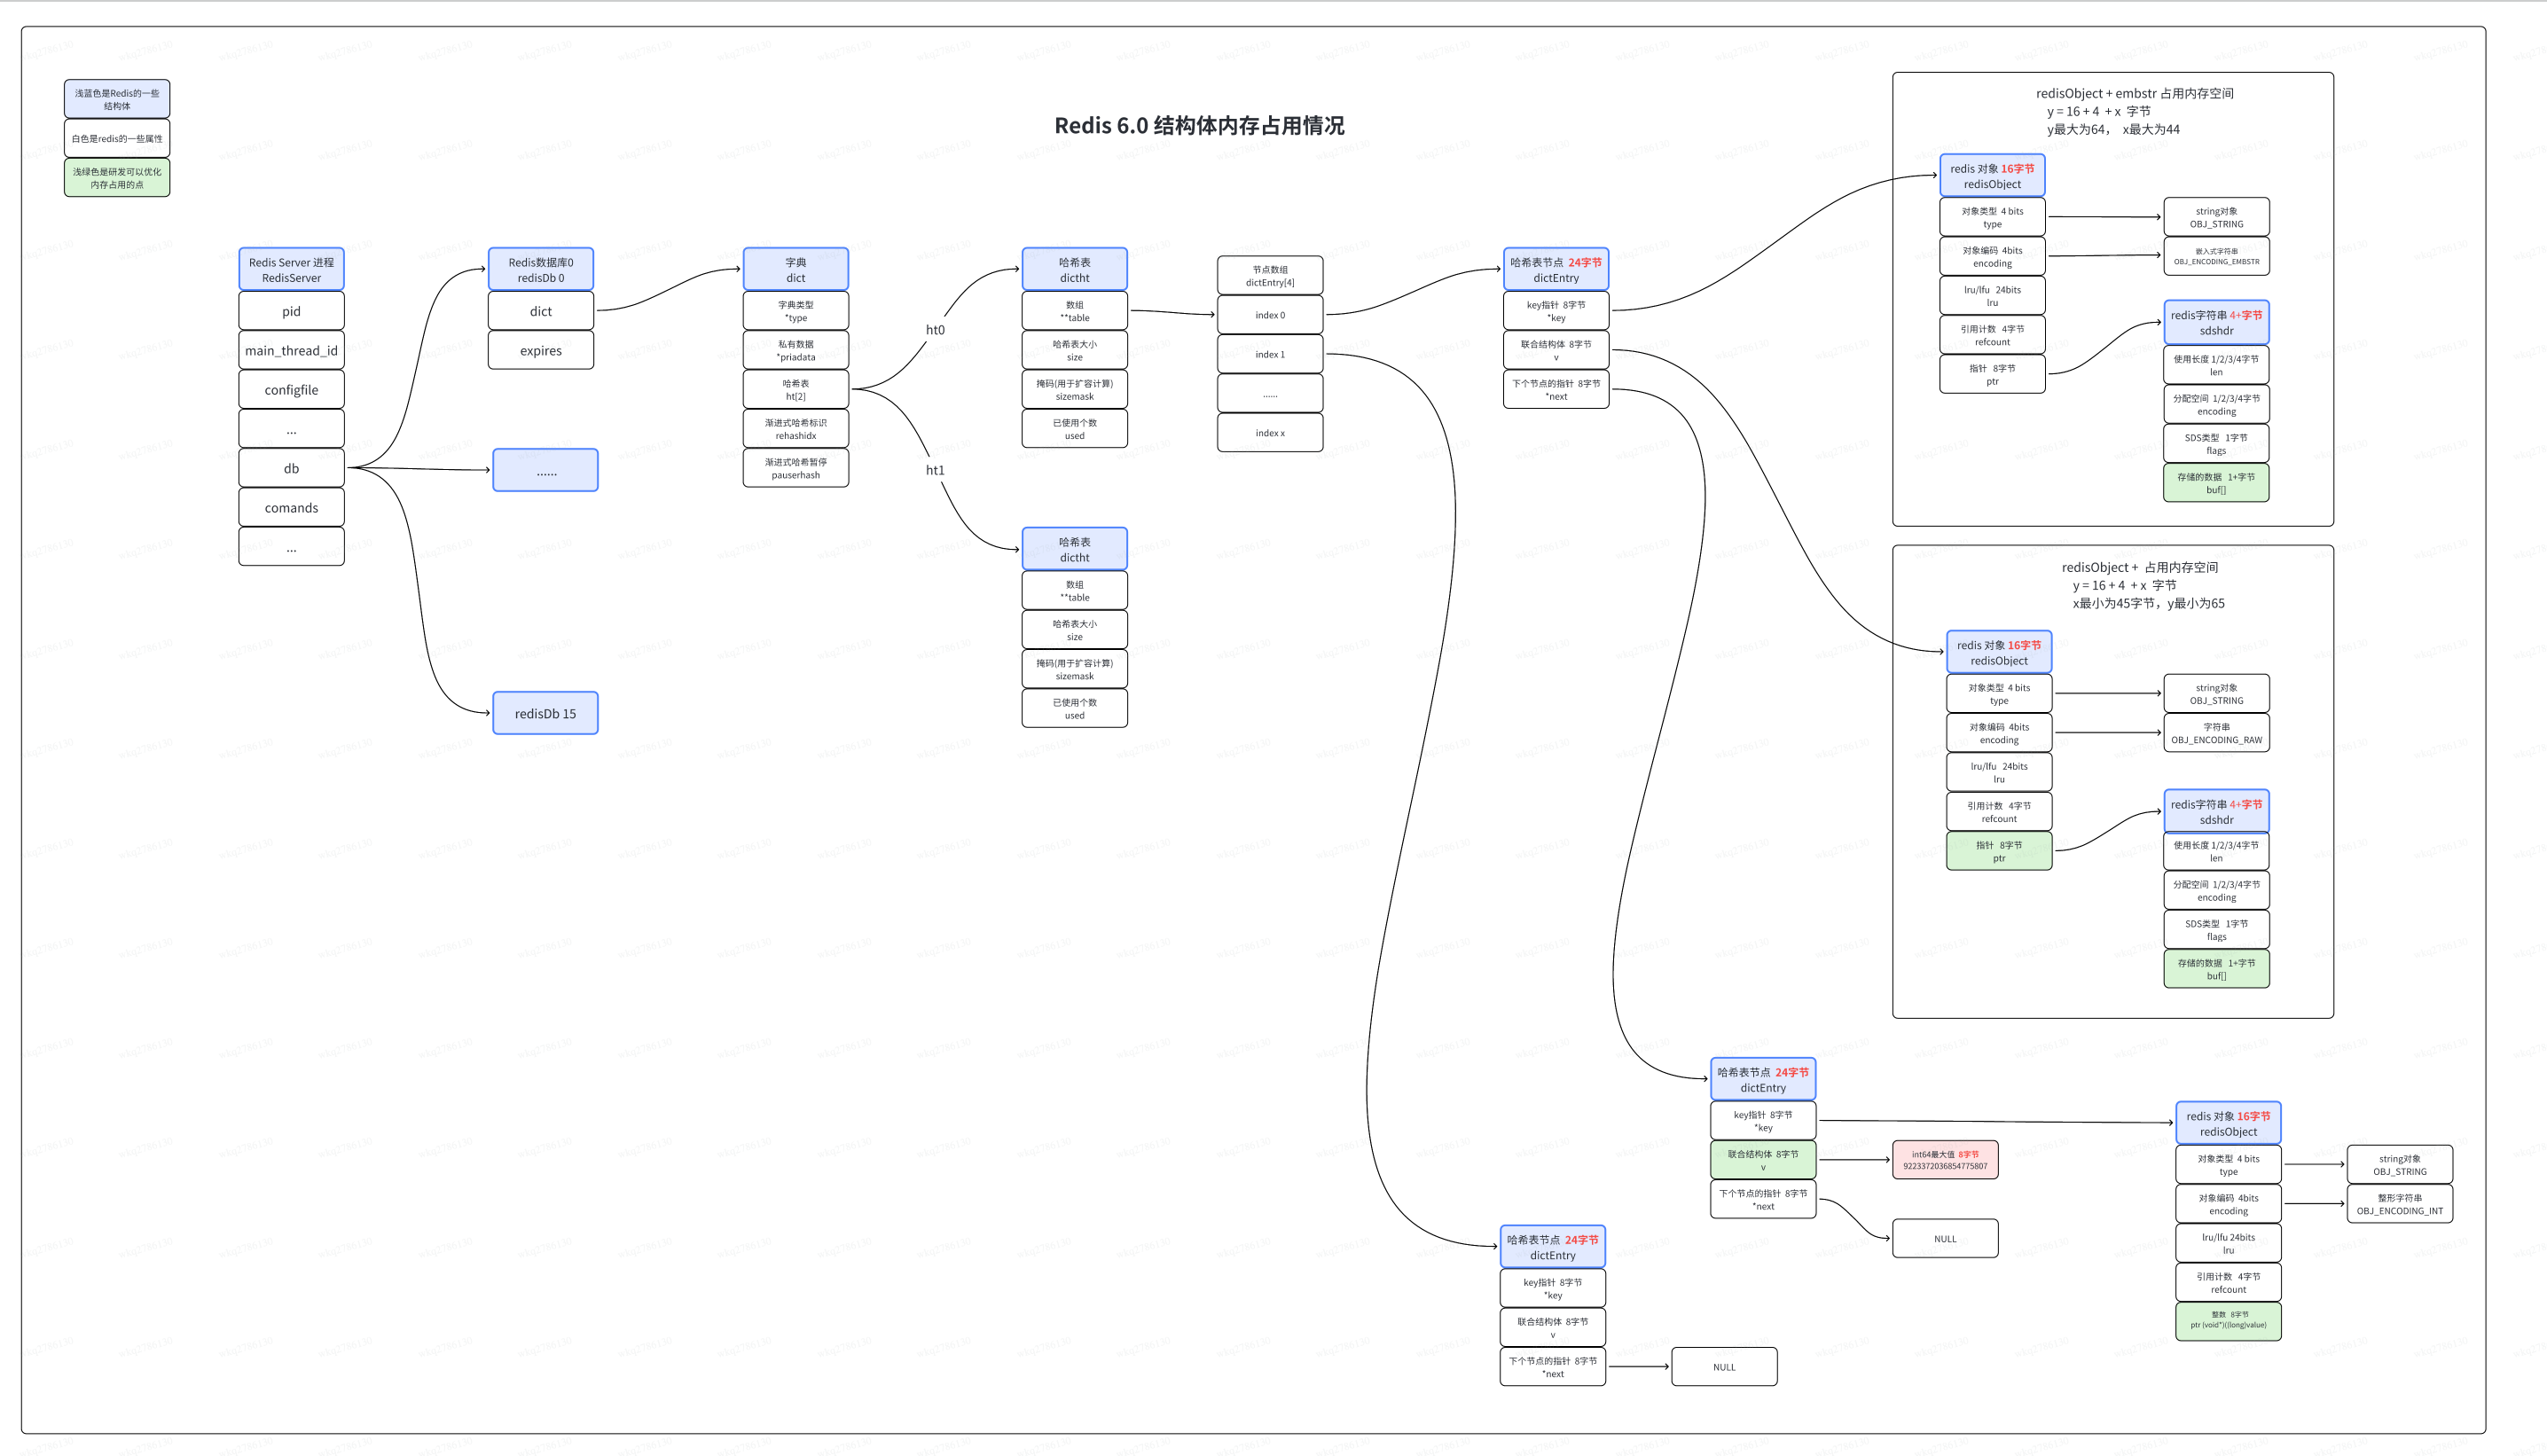 浅蓝色是Redis的一些
结构体
白色是redis的一些属性
浅绿色是研发可以优化
内存占用的点
Redis 6.0 结构体内存占用情况
Redis Server 进程
RedisServer
pid
main_thread_id
configfile
...
db
comands
...
Redis数据库0
redisDb 0
dict
expires
......
redisDb 15
字典
dict
字典类型
*type
私有数据
*priadata
哈希表
ht[2]
渐进式哈希标识
rehashidx
渐进式哈希暂停
pauserhash
ht0
ht1
哈希表
dictht
数组
**table
哈希表大小
size
掩码(用于扩容计算)
sizemask
已使用个数
used
哈希表
dictht
数组
**table
哈希表大小
size
掩码(用于扩容计算)
sizemask
已使用个数
used
节点数组
dictEntry[4]
index 0
index 1
......
index x
哈希表节点 24字节
dictEntry
key指针 8字节
*key
联合结构体 8字节
v
下个节点的指针 8字节
*next
redisObject + embstr 占用内存空间
y = 16 + 4 + x 字节
y最大为64， x最大为44
redis 对象 16字节
redisObject
对象类型 4 bits
type
对象编码 4bits
encoding
lru/lfu 24bits
lru
引用计数 4字节
refcount
指针 8字节
ptr
string对象
OBJ_STRING
嵌入式字符串
OBJ_ENCODING_EMBSTR
redis字符串 4+字节
sdshdr
使用长度 1/2/3/4字节
len
分配空间 1/2/3/4字节
encoding
SDS类型 1字节
flags
存储的数据 1+字节
buf[]
redisObject + 占用内存空间
y = 16 + 4 + x 字节
x最小为45字节，y最小为65
redis 对象 16字节
redisObject
对象类型 4 bits
type
对象编码 4bits
encoding
lru/lfu 24bits
lru
引用计数 4字节
refcount
指针 8字节
ptr
string对象
OBJ_STRING
字符串
OBJ_ENCODING_RAW
redis字符串 4+字节
sdshdr
使用长度 1/2/3/4字节
len
分配空间 1/2/3/4字节
encoding
SDS类型 1字节
flags
存储的数据 1+字节
buf[]
哈希表节点 24字节
dictEntry
key指针 8字节
*key
联合结构体 8字节
v
下个节点的指针 8字节
*next
int64最大值 8字节
9223372036854775807
NULL
redis 对象 16字节
redisObject
对象类型 4 bits
type
对象编码 4bits
encoding
lru/lfu 24bits
lru
引用计数 4字节
refcount
整数 8字节
ptr (void*)((long)value)
string对象
OBJ_STRING
整形字符串
OBJ_ENCODING_INT
哈希表节点 24字节
dictEntry
key指针 8字节
*key
联合结构体 8字节
v
下个节点的指针 8字节
*next
NULL